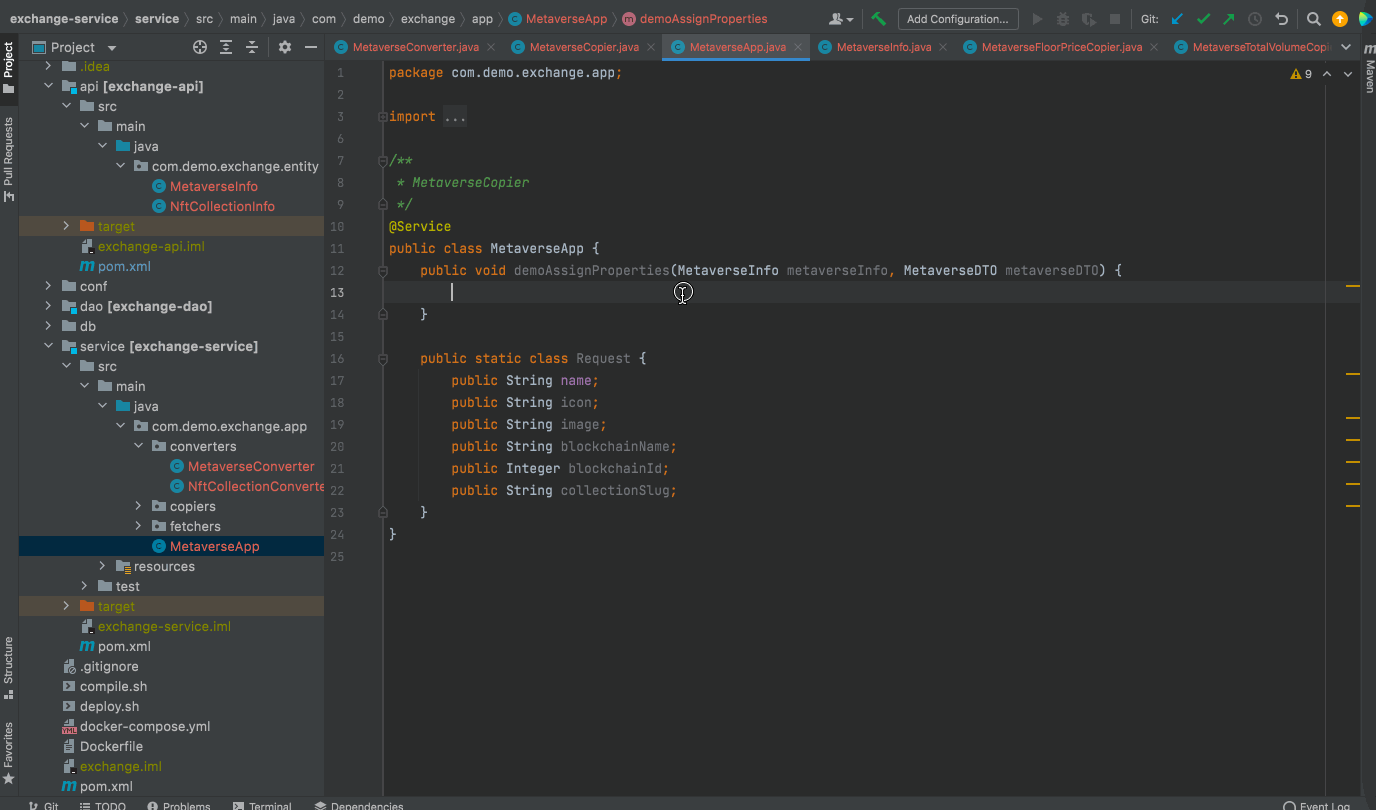 exchange-service › service › src › main › java › com › demo › exchange › app › MetaverseApp › demoAssignProperties
Add Configuration...
Git:
Project
MetaverseConverter.java
MetaverseCopier.java
MetaverseApp.java
MetaverseInfo.java
MetaverseFloorPriceCopier.java
MetaverseTotalVolumeCopi
Project
Pull Requests
Structure
Favorites
m
Maven
.idea
api [exchange-api]
src
main
java
com.demo.exchange.entity
MetaverseInfo
NftCollectionInfo
target
exchange-api.iml
pom.xml
conf
dao [exchange-dao]
db
service [exchange-service]
src
main
java
com.demo.exchange.app
converters
MetaverseConverter
NftCollectionConverte
copiers
fetchers
MetaverseApp
resources
test
target
exchange-service.iml
pom.xml
.gitignore
compile.sh
deploy.sh
docker-compose.yml
Dockerfile
exchange.iml
pom.xml
9
1 package com.demo.exchange.app;
2
3 import ...
6
7 /**
8 * MetaverseCopier
9 */
10 @Service
11 public class MetaverseApp {
12 public void demoAssignProperties(MetaverseInfo metaverseInfo, MetaverseDTO metaverseDTO) {
13
14 }
15
16 public static class Request {
17 public String name;
18 public String icon;
19 public String image;
20 public String blockchainName;
21 public Integer blockchainId;
22 public String collectionSlug;
23 }
24 }
25
Git
TODO
Problems
Terminal
Dependencies
Event Log